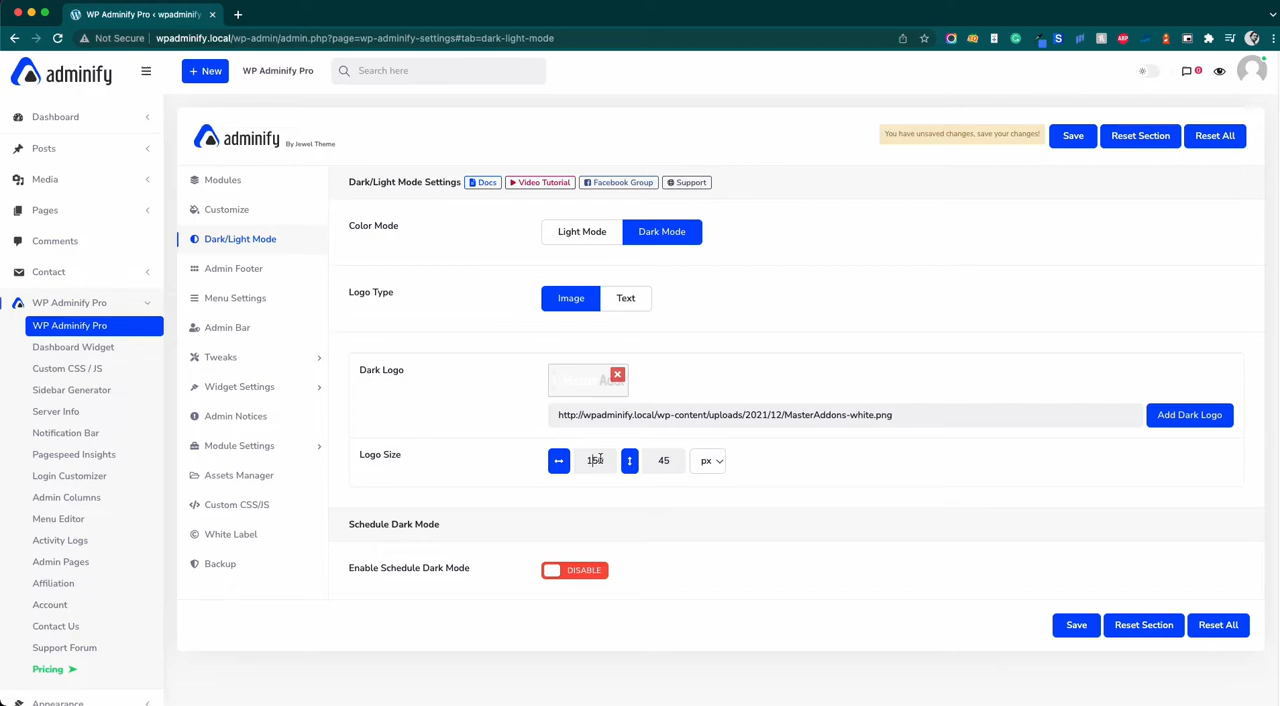 WP Adminify Pro ‹ wpadminify
Not Secure wpadminify.local/wp-admin/admin.php?page=wp-adminify-settings#tab=dark-light-mode
adminify
+ New
WP Adminify Pro
Search here
0
Dashboard
Posts
Media
Pages
Comments
Contact
WP Adminify Pro
WP Adminify Pro
Dashboard Widget
Custom CSS / JS
Sidebar Generator
Server Info
Notification Bar
Pagespeed Insights
Login Customizer
Admin Columns
Menu Editor
Activity Logs
Admin Pages
Affiliation
Account
Contact Us
Support Forum
Pricing ➤
Appearance
adminify By Jewel Theme
You have unsaved changes, save your changes!
Save
Reset Section
Reset All
Modules
Customize
Dark/Light Mode
Admin Footer
Menu Settings
Admin Bar
Tweaks
Widget Settings
Admin Notices
Module Settings
Assets Manager
Custom CSS/JS
White Label
Backup
Dark/Light Mode Settings Docs Video Tutorial Facebook Group Support
Color Mode
Light Mode Dark Mode
Logo Type
Image Text
Dark Logo
http://wpadminify.local/wp-content/uploads/2021/12/MasterAddons-white.png
Add Dark Logo
Logo Size
150 45 px
Schedule Dark Mode
Enable Schedule Dark Mode
DISABLE
Save Reset Section Reset All